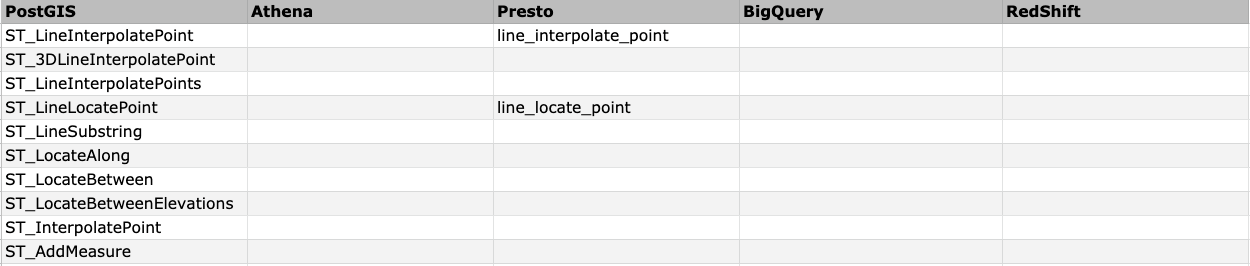 PostGIS Athena Presto BigQuery RedShift
ST_LineInterpolatePoint line_interpolate_point
ST_3DLineInterpolatePoint
ST_LineInterpolatePoints
ST_LineLocatePoint line_locate_point
ST_LineSubstring
ST_LocateAlong
ST_LocateBetween
ST_LocateBetweenElevations
ST_InterpolatePoint
ST_AddMeasure